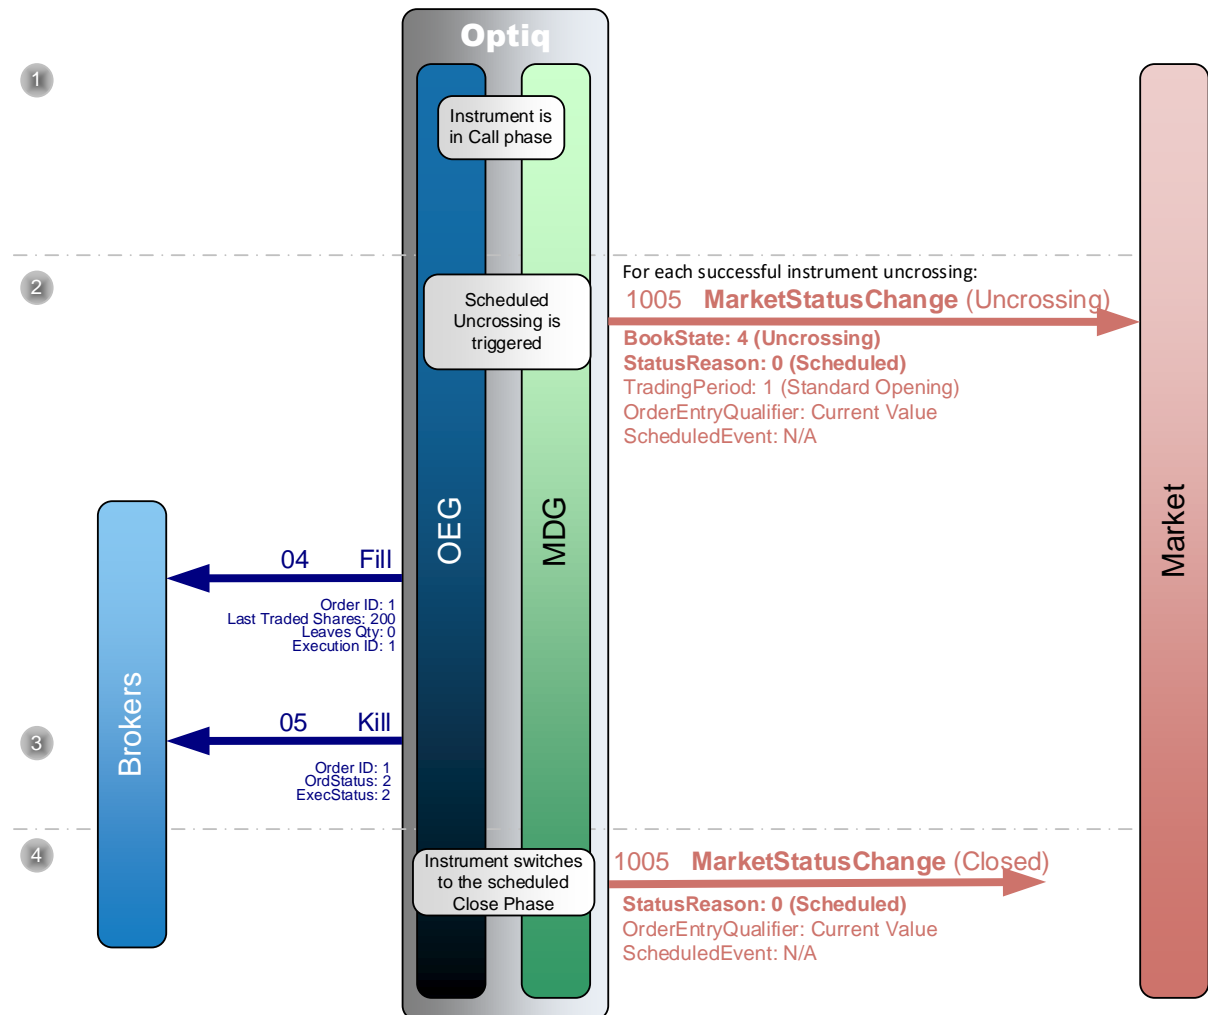 Optiq
1
Instrument is
in Call phase
2
Scheduled
Uncrossing is
triggered
For each successful instrument uncrossing:
1005 MarketStatusChange (Uncrossing)
BookState: 4 (Uncrossing)
StatusReason: 0 (Scheduled)
TradingPeriod: 1 (Standard Opening)
OrderEntryQualifier: Current Value
ScheduledEvent: N/A
OEG
MDG
Market
Brokers
04 Fill
Order ID: 1
Last Traded Shares: 200
Leaves Qty: 0
Execution ID: 1
3
05 Kill
Order ID: 1
OrdStatus: 2
ExecStatus: 2
4
Instrument switches
to the scheduled
Close Phase
1005 MarketStatusChange (Closed)
StatusReason: 0 (Scheduled)
OrderEntryQualifier: Current Value
ScheduledEvent: N/A